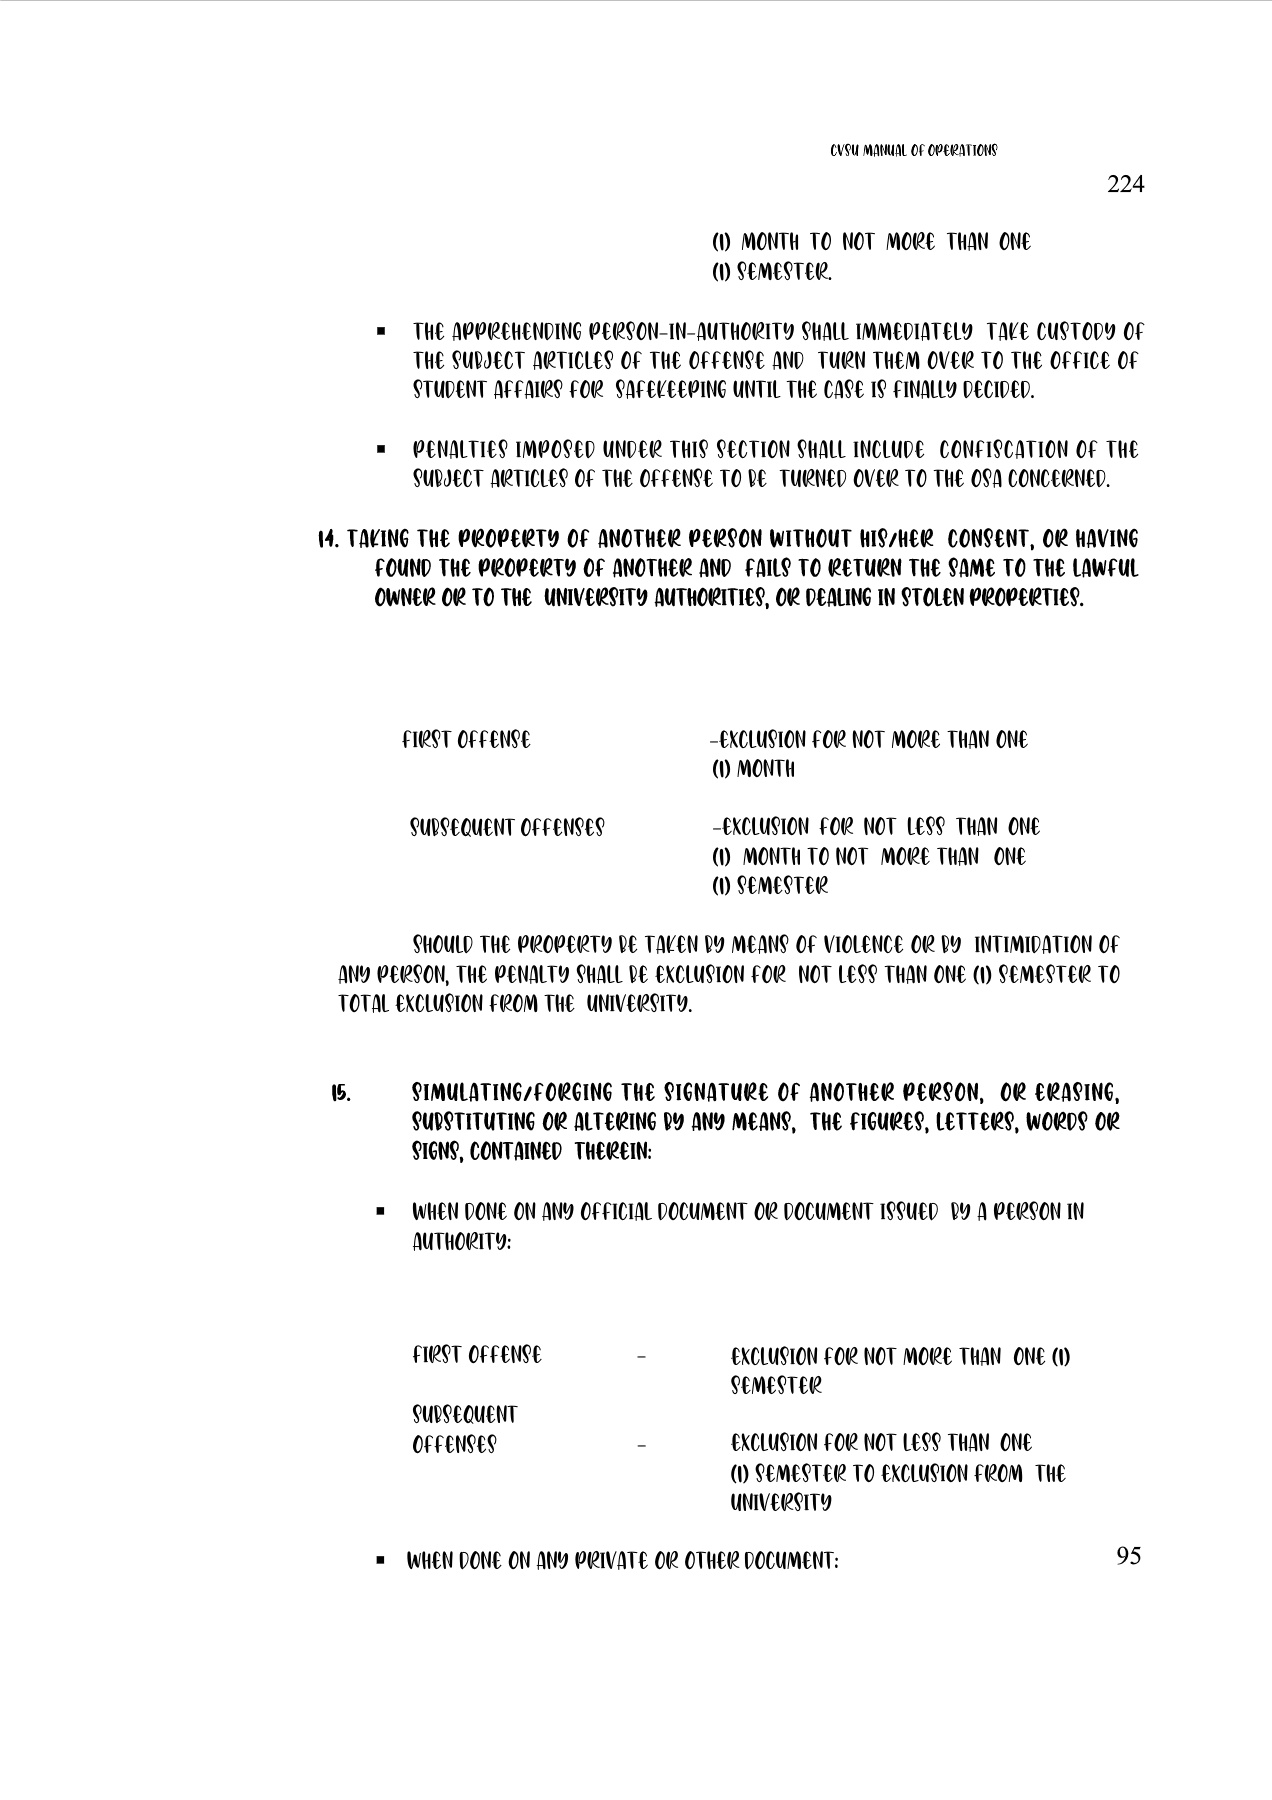 CVSU MANUAL OF OPERATIONS
224
(1) MONTH TO NOT MORE THAN ONE
(1) SEMESTER.
▪ THE APPREHENDING PERSON-IN-AUTHORITY SHALL IMMEDIATELY TAKE CUSTODY OF
THE SUBJECT ARTICLES OF THE OFFENSE AND TURN THEM OVER TO THE OFFICE OF
STUDENT AFFAIRS FOR SAFEKEEPING UNTIL THE CASE IS FINALLY DECIDED.
▪ PENALTIES IMPOSED UNDER THIS SECTION SHALL INCLUDE CONFISCATION OF THE
SUBJECT ARTICLES OF THE OFFENSE TO BE TURNED OVER TO THE OSA CONCERNED.
14. TAKING THE PROPERTY OF ANOTHER PERSON WITHOUT HIS/HER CONSENT, OR HAVING
FOUND THE PROPERTY OF ANOTHER AND FAILS TO RETURN THE SAME TO THE LAWFUL
OWNER OR TO THE UNIVERSITY AUTHORITIES, OR DEALING IN STOLEN PROPERTIES.
FIRST OFFENSE -EXCLUSION FOR NOT MORE THAN ONE
(1) MONTH
SUBSEQUENT OFFENSES -EXCLUSION FOR NOT LESS THAN ONE
(1) MONTH TO NOT MORE THAN ONE
(1) SEMESTER
SHOULD THE PROPERTY BE TAKEN BY MEANS OF VIOLENCE OR BY INTIMIDATION OF
ANY PERSON, THE PENALTY SHALL BE EXCLUSION FOR NOT LESS THAN ONE (1) SEMESTER TO
TOTAL EXCLUSION FROM THE UNIVERSITY.
15. SIMULATING/FORGING THE SIGNATURE OF ANOTHER PERSON, OR ERASING,
SUBSTITUTING OR ALTERING BY ANY MEANS, THE FIGURES, LETTERS, WORDS OR
SIGNS, CONTAINED THEREIN:
▪ WHEN DONE ON ANY OFFICIAL DOCUMENT OR DOCUMENT ISSUED BY A PERSON IN
AUTHORITY:
FIRST OFFENSE - EXCLUSION FOR NOT MORE THAN ONE (1)
SEMESTER
SUBSEQUENT
OFFENSES - EXCLUSION FOR NOT LESS THAN ONE
(1) SEMESTER TO EXCLUSION FROM THE
UNIVERSITY
▪ WHEN DONE ON ANY PRIVATE OR OTHER DOCUMENT:
95